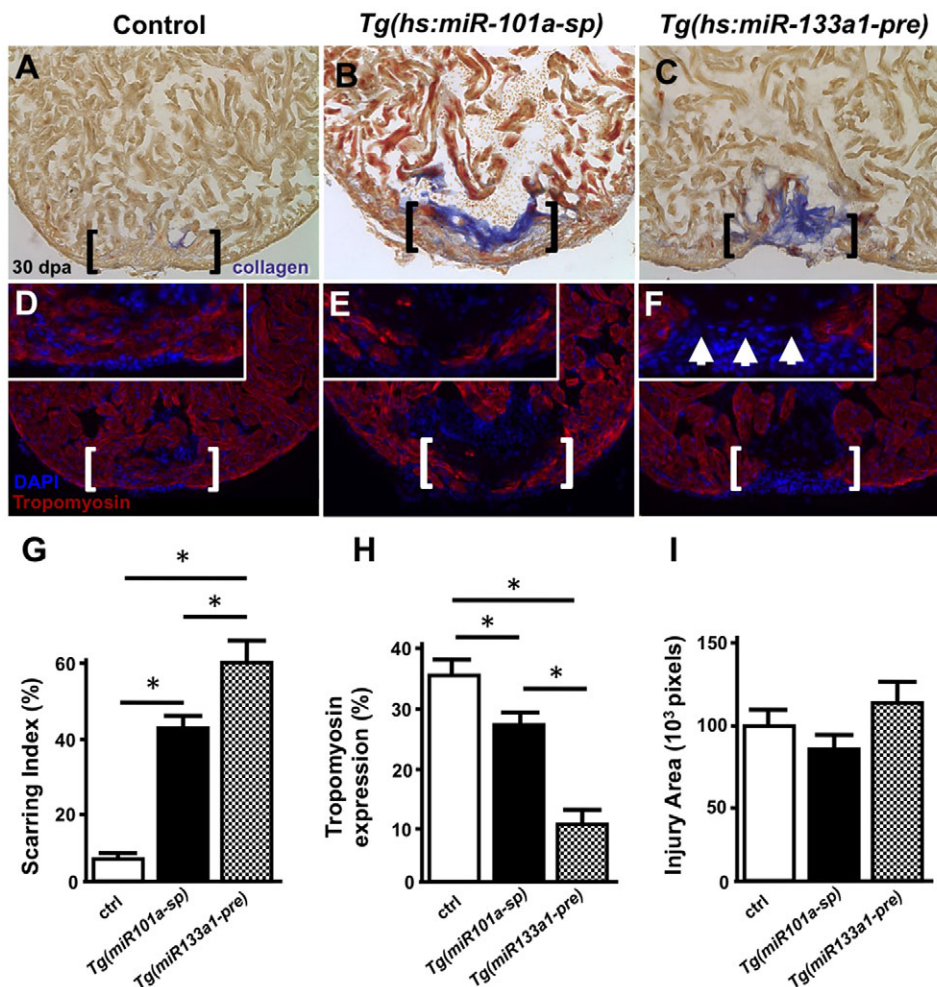 Control
Tg(hs:miR-101a-sp)
Tg(hs:miR-133a1-pre)
A
B
C
[ ]
[ ]
[ ]
30 dpa
collagen
D
E
F
[ ]
[ ]
[ ]
DAPI
Tropomyosin
G
H
I
*
*
*
Scarring Index (%)
60
40
20
0
ctrl
Tg(miR101a-sp)
Tg(miR133a1-pre)
*
*
*
Tropomyosin
expression (%)
40
30
20
10
0
ctrl
Tg(miR101a-sp)
Tg(miR133a1-pre)
Injury Area (10³ pixels)
150
100
50
0
ctrl
Tg(miR101a-sp)
Tg(miR133a1-pre)